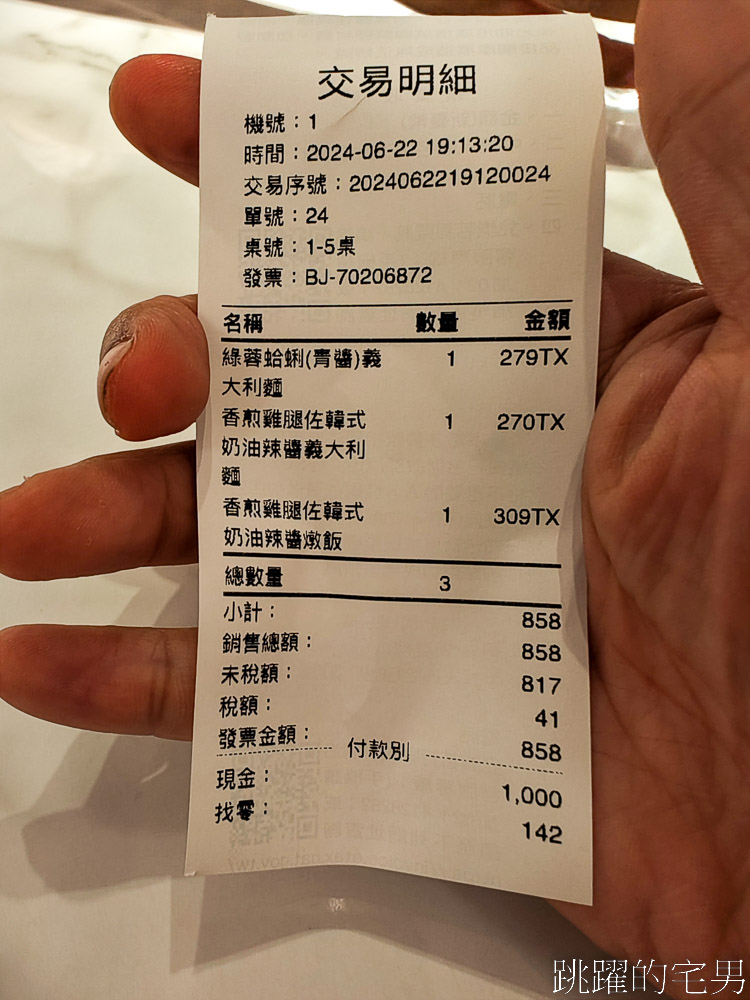 交易明細
機號：1
時間：2024-06-22 19:13:20
交易序號：2024062219120024
單號：24
桌號：1-5桌
發票：BJ-70206872
名稱 數量 金額
綠蓉蛤蜊(青醬)義 1 279TX
大利麵
香煎雞腿佐韓式 1 270TX
奶油辣醬義大利
麵
香煎雞腿佐韓式 1 309TX
奶油辣醬燉飯
總數量 3
小計： 858
銷售總額： 858
未稅額： 817
稅額： 41
發票金額： 858
付款別
現金： 1,000
找零： 142
跳躍的宅男